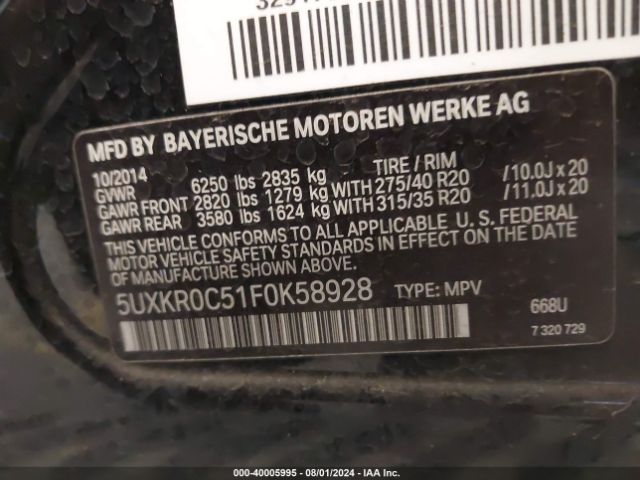 MFD BY BAYERISCHE MOTOREN WERKE AG
10/2014 TIRE / RIM
GVWR 6250 lbs 2835 kg
GAWR FRONT 2820 lbs 1279 kg WITH 275/40 R20 /10.0J x 20
GAWR REAR 3580 lbs 1624 kg WITH 315/35 R20 /11,0J x 20
THIS VEHICLE CONFORMS TO ALL APPLICABLE U. S. FEDERAL
MOTOR VEHICLE SAFETY STANDARDS IN EFFECT ON THE
DATE OF MANUFACTURE SHOWN ABOVE.
5UXKR0C51F0K58928 TYPE: MPV
668U
7 320 729
000-40005995 - 08/01/2024 - IAA Inc.